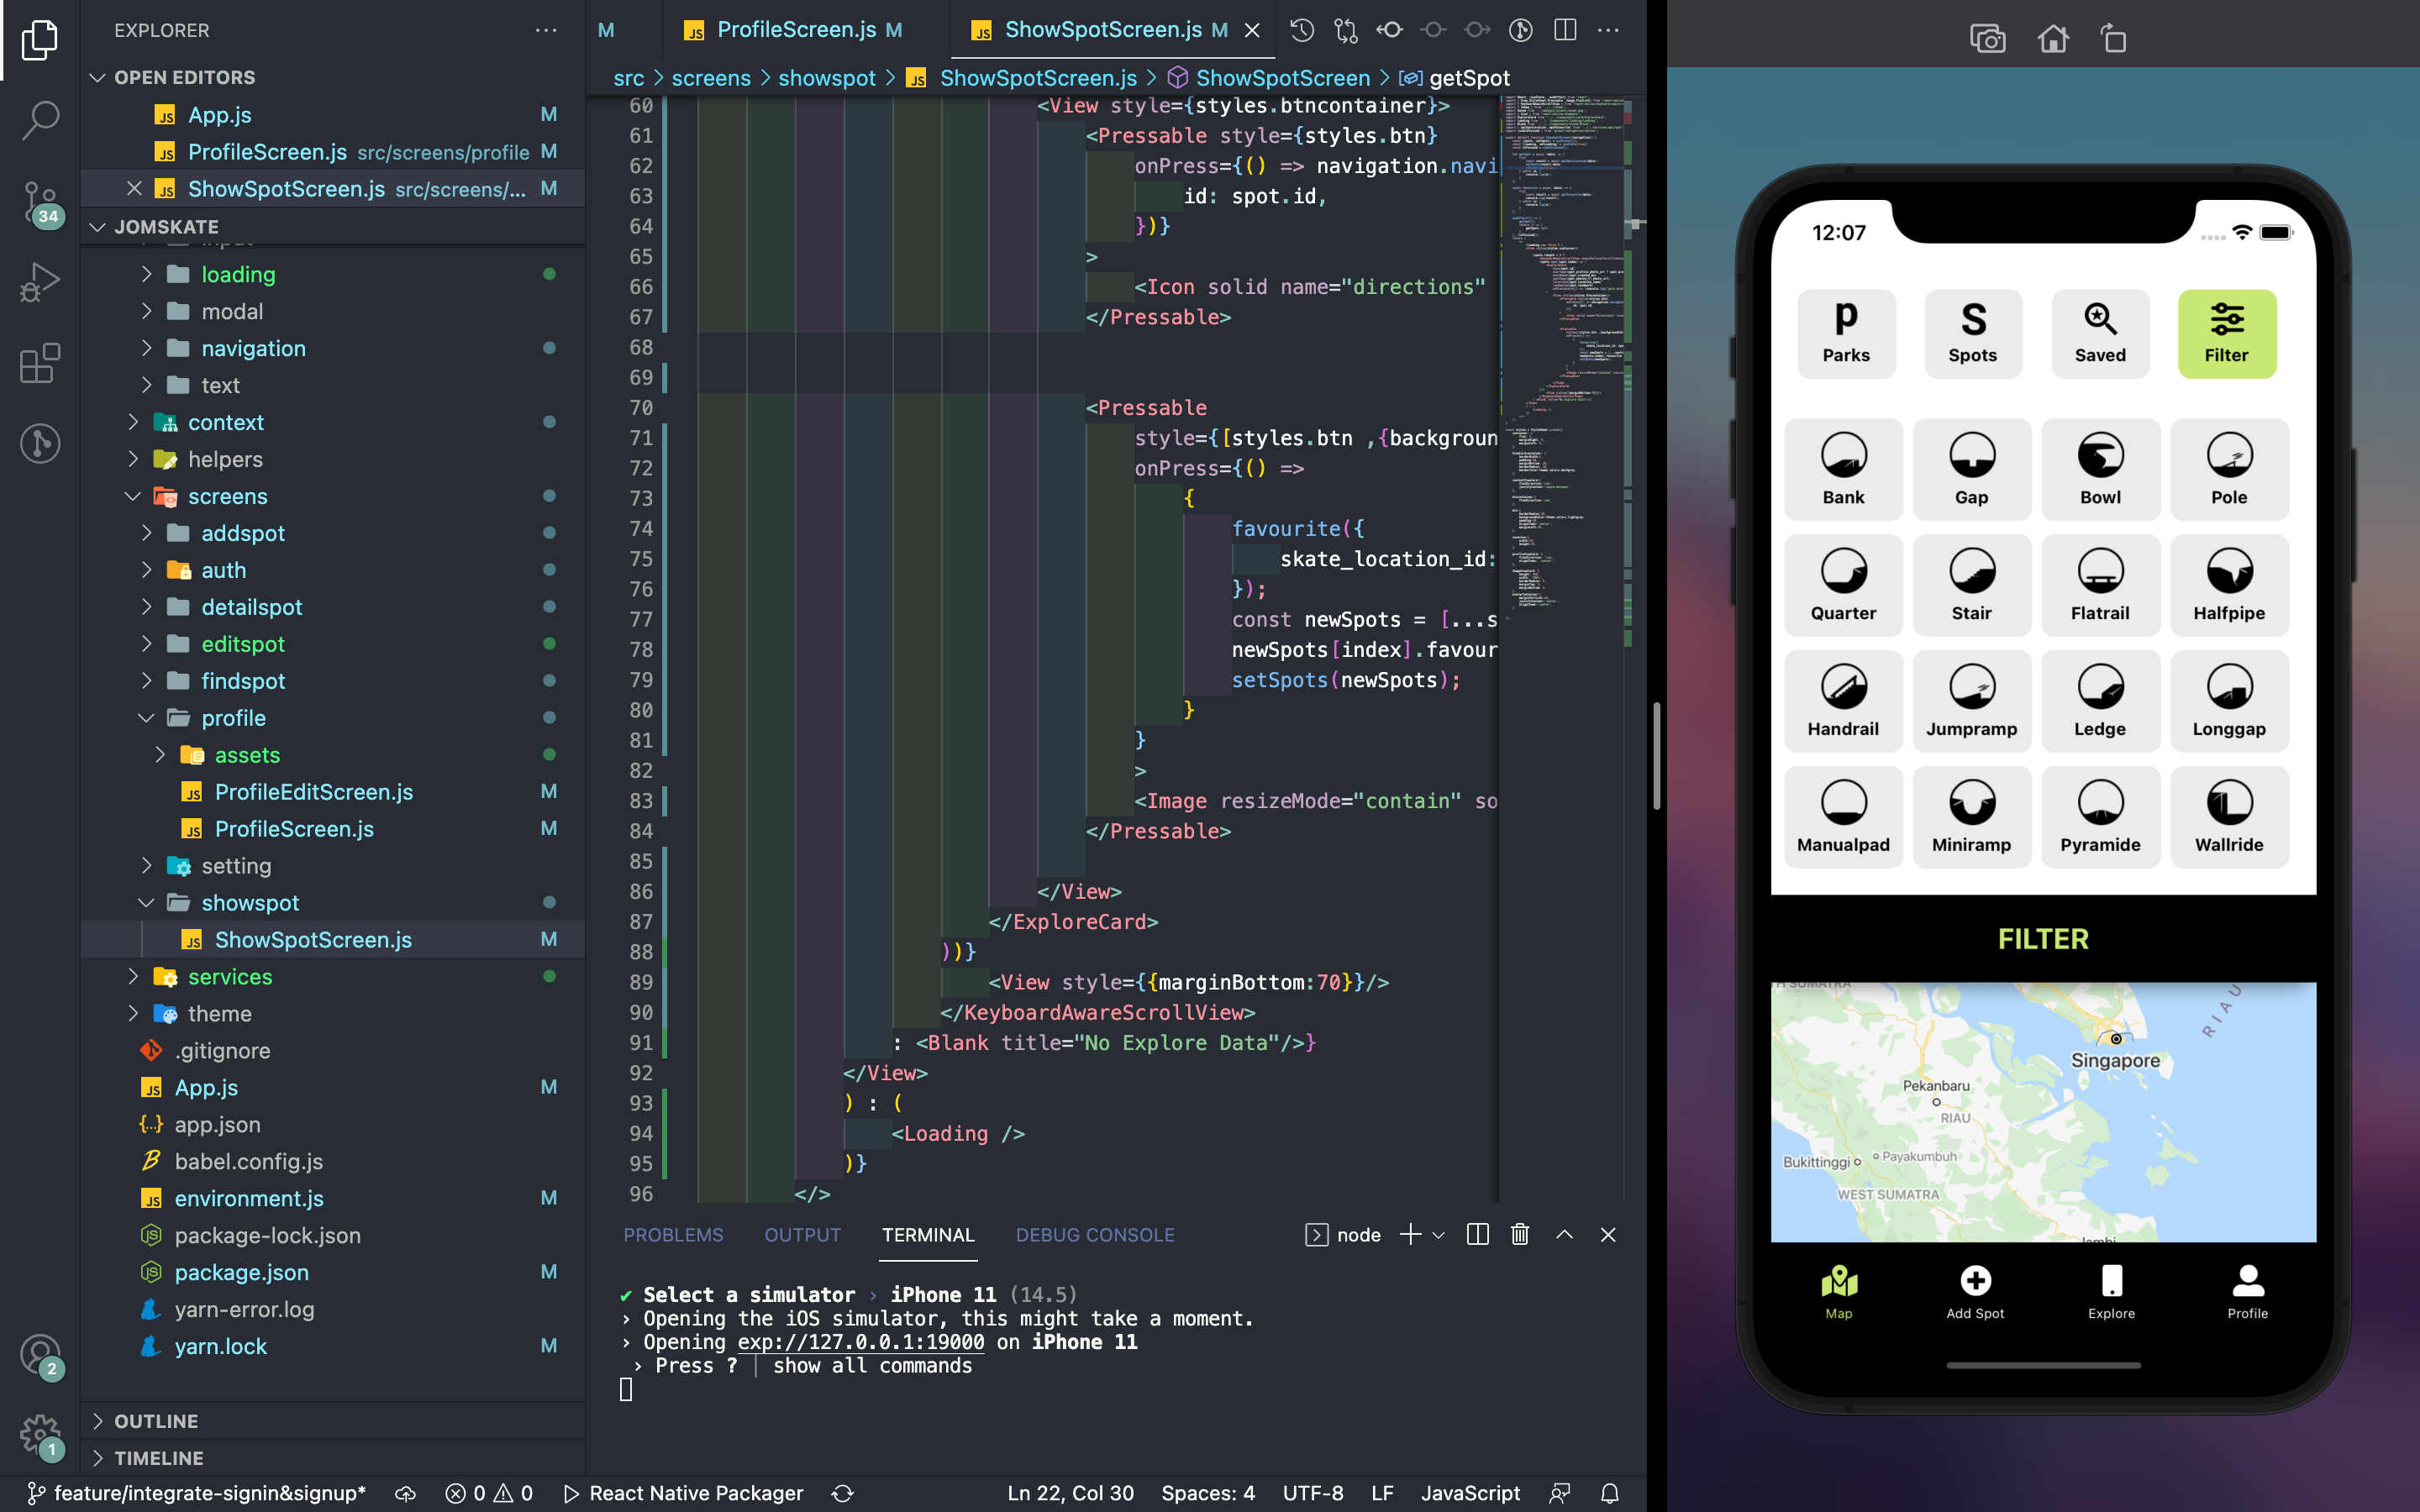 EXPLORER
OPEN EDITORS
App.js M
ProfileScreen.js src/screens/profile M
ShowSpotScreen.js src/screens/... M
JOMSKATE
loading
modal
navigation
text
context
helpers
screens
addspot
auth
detailspot
editspot
findspot
profile
assets
ProfileEditScreen.js M
ProfileScreen.js M
setting
showspot
ShowSpotScreen.js M
services
theme
.gitignore
App.js M
app.json
babel.config.js
environment.js M
package-lock.json
package.json M
yarn-error.log
yarn.lock M
OUTLINE
TIMELINE
34
2
1
M
ProfileScreen.js M
ShowSpotScreen.js M
src > screens > showspot > ShowSpotScreen.js > ShowSpotScreen > getSpot
60 <View style={styles.btncontainer}>
61 <Pressable style={styles.btn}
62 onPress={() => navigation.navi
63 id: spot.id,
64 })}
65 >
66 <Icon solid name="directions"
67 </Pressable>
68
69
70 <Pressable
71 style={[styles.btn ,{backgroun
72 onPress={() =>
73 {
74 favourite({
75 skate_location_id:
76 });
77 const newSpots = [...s
78 newSpots[index].favour
79 setSpots(newSpots);
80 }
81 }
82 >
83 <Image resizeMode="contain" so
84 </Pressable>
85
86 </View>
87 </ExploreCard>
88 ))}
89 <View style={{marginBottom:70}}/>
90 </KeyboardAwareScrollView>
91 : <Blank title="No Explore Data"/>}
92 </View>
93 ) : (
94 <Loading />
95 )}
96 </>
PROBLEMS OUTPUT TERMINAL DEBUG CONSOLE
node
✔ Select a simulator › iPhone 11 (14.5)
› Opening the iOS simulator, this might take a moment.
› Opening exp://127.0.0.1:19000 on iPhone 11
› Press ? │ show all commands
feature/integrate-signin&signup* 0 0 React Native Packager
Ln 22, Col 30 Spaces: 4 UTF-8 LF JavaScript
12:07
p S
Parks Spots Saved Filter
Bank Gap Bowl Pole
Quarter Stair Flatrail Halfpipe
Handrail Jumpramp Ledge Longgap
Manualpad Miniramp Pyramide Wallride
FILTER
RIAU
Singapore
Pekanbaru
RIAU
Bukittinggi
Payakumbuh
WEST SUMATRA
Map Add Spot Explore Profile